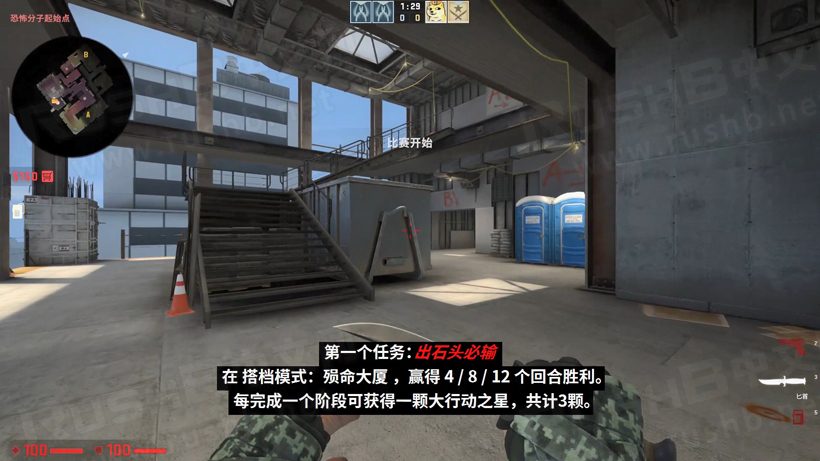 恐怖分子起始点
1:29
0 0
B
A
比赛开始
A
B
A
第一个任务：出石头必输
在 搭档模式：殒命大厦 ，赢得 4 / 8 / 12 个回合胜利。
每完成一个阶段可获得一颗大行动之星，共计3颗。
2
3
匕首
5
100 100